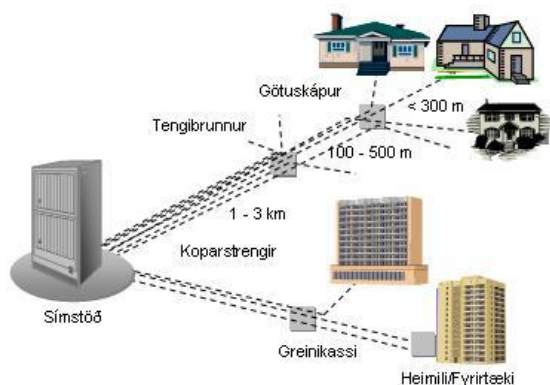 Götuskápur
< 300 m
Tengibrunnur
100 - 500 m
1 - 3 km
Koparstrengir
Símstöð
Greinikassi
Heimili/Fyrirtæki